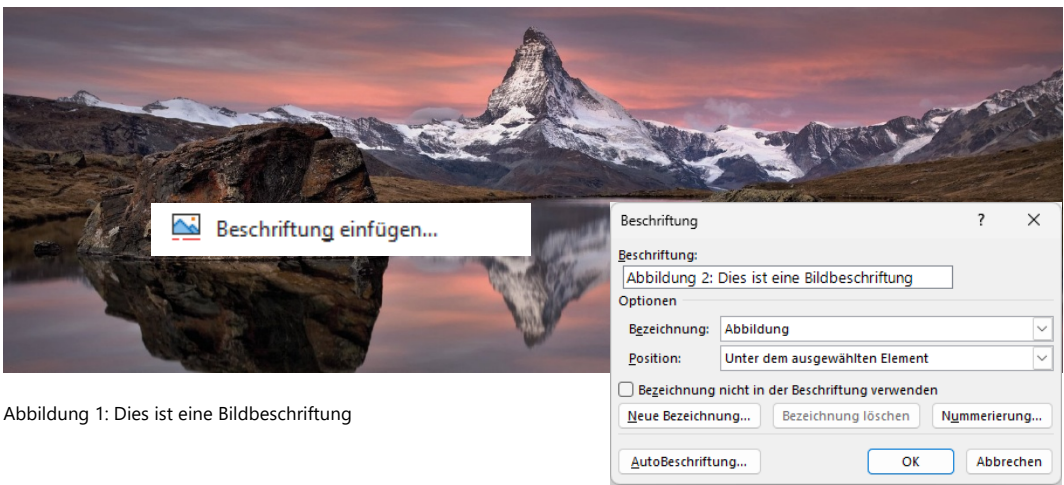 Beschriftung einfügen...
Beschriftung ? ×
Beschriftung:
Abbildung 2: Dies ist eine Bildbeschriftung
Optionen
Bezeichnung: Abbildung
Position: Unter dem ausgewählten Element
Bezeichnung nicht in der Beschriftung verwenden
Neue Bezeichnung... Bezeichnung löschen Nummerierung...
AutoBeschriftung... OK Abbrechen
Abbildung 1: Dies ist eine Bildbeschriftung